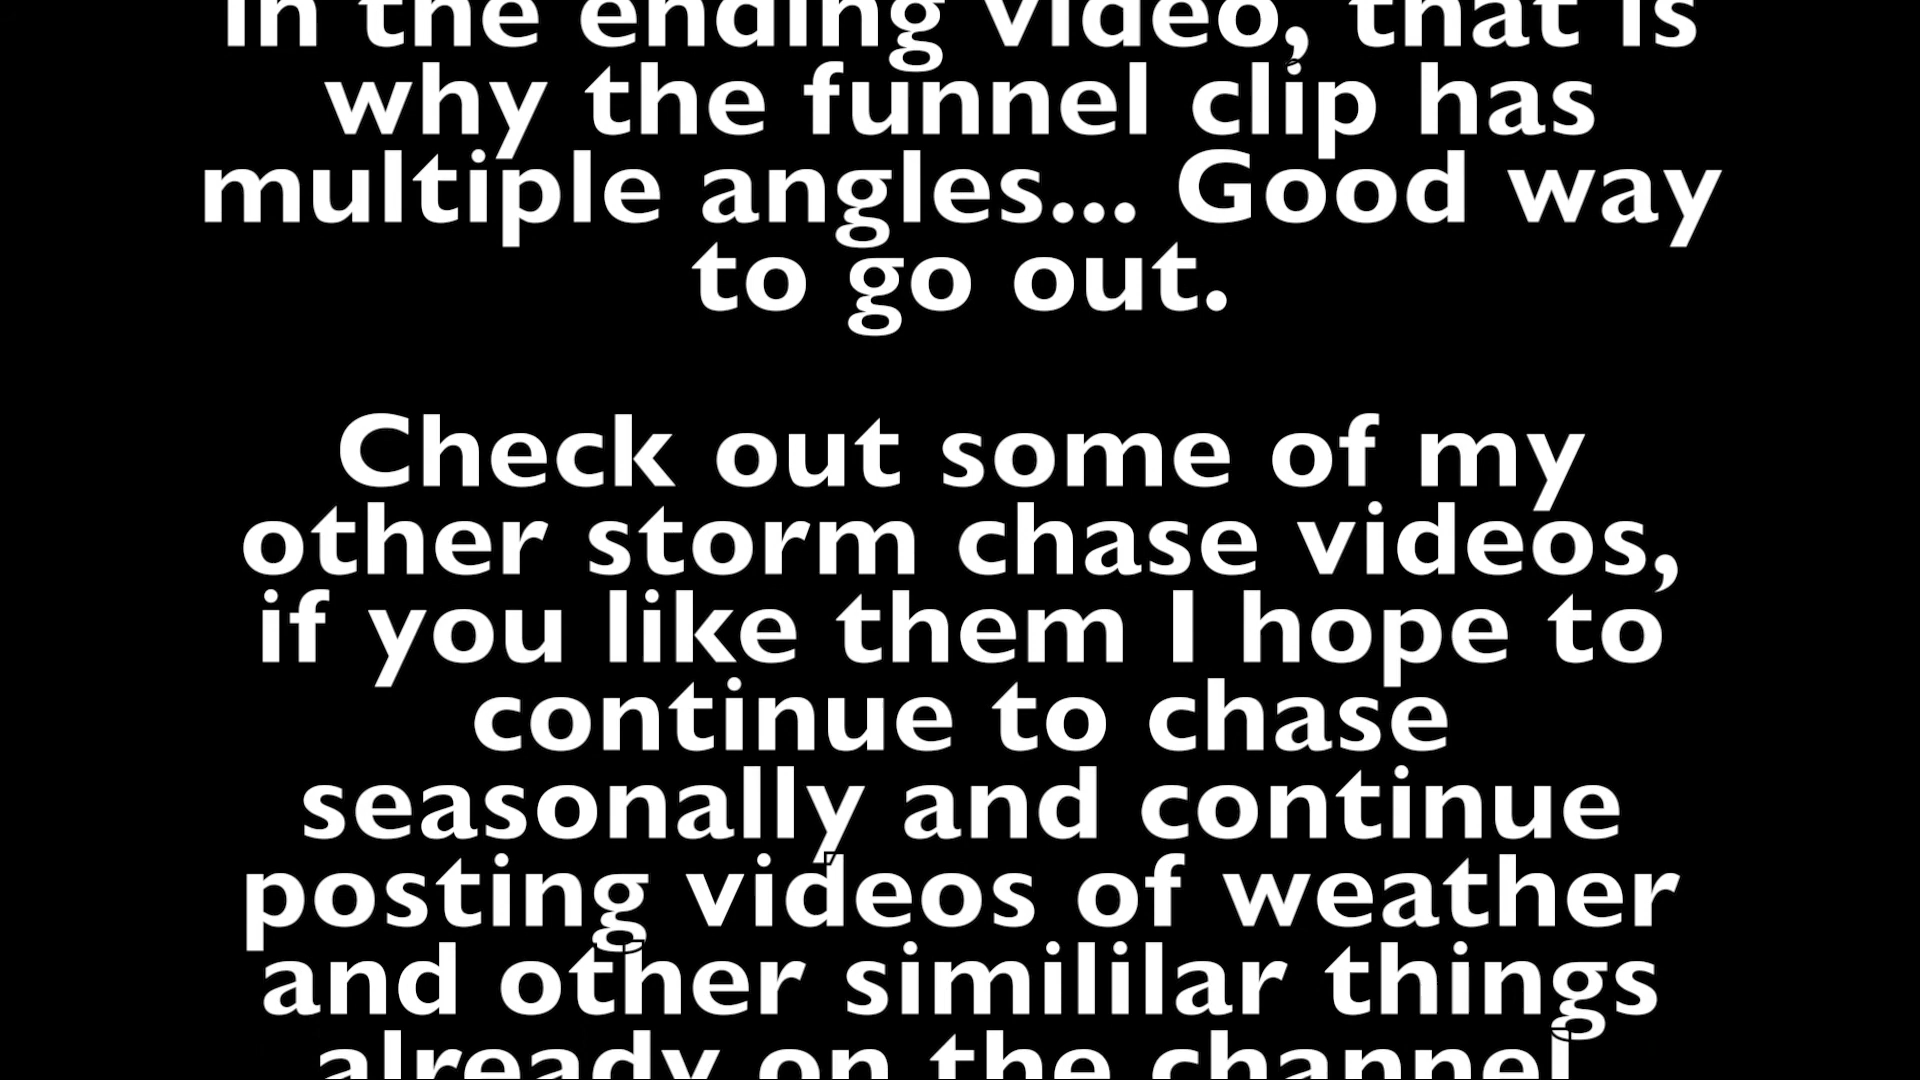 in the ending video, that is
why the funnel clip has
multiple angles... Good way
to go out.
Check out some of my
other storm chase videos,
if you like them I hope to
continue to chase
seasonally and continue
posting videos of weather
and other simililar things
already on the channel